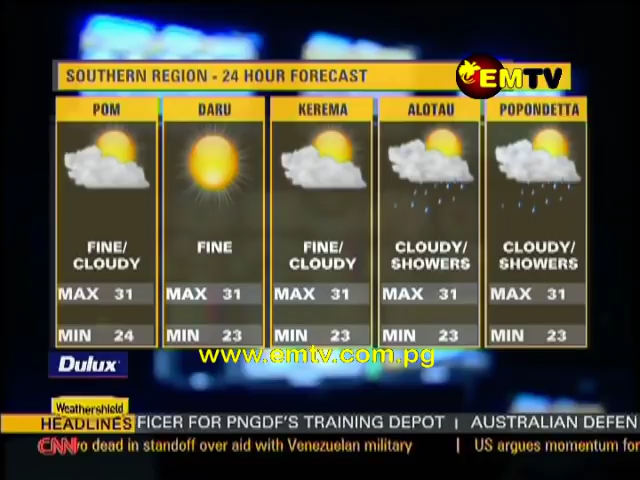 SOUTHERN REGION - 24 HOUR FORECAST
EMTV
POM
DARU
KEREMA
ALOTAU
POPONDETTA
FINE/
CLOUDY
FINE
FINE/
CLOUDY
CLOUDY/
SHOWERS
CLOUDY/
SHOWERS
MAX 31
MAX 31
MAX 31
MAX 31
MAX 31
MIN 24
MIN 23
MIN 23
MIN 23
MIN 23
www.emtv.com.pg
Dulux
Weathershield
HEADLINES FICER FOR PNGDF'S TRAINING DEPOT | AUSTRALIAN DEFEN
CNN vo dead in standoff over aid with Venezuelan military | US argues momentum for